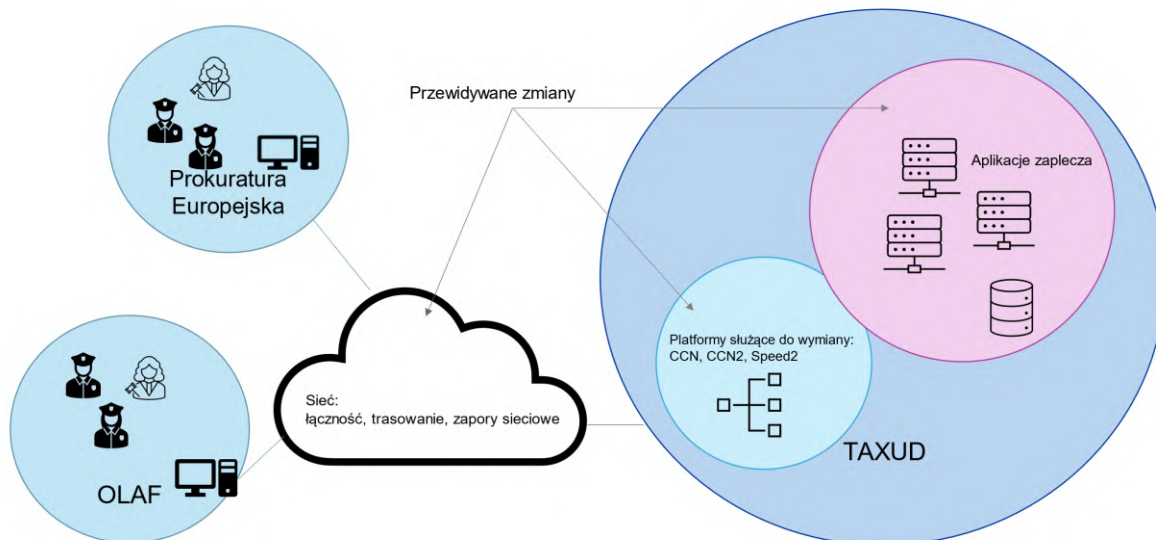 Przewidywane zmiany
Prokuratura
Europejska
Aplikacje zaplecza
Platformy służące do wymiany:
CCN, CCN2, Speed2
Sieć:
łączność, trasowanie, zapory sieciowe
TAXUD
OLAF